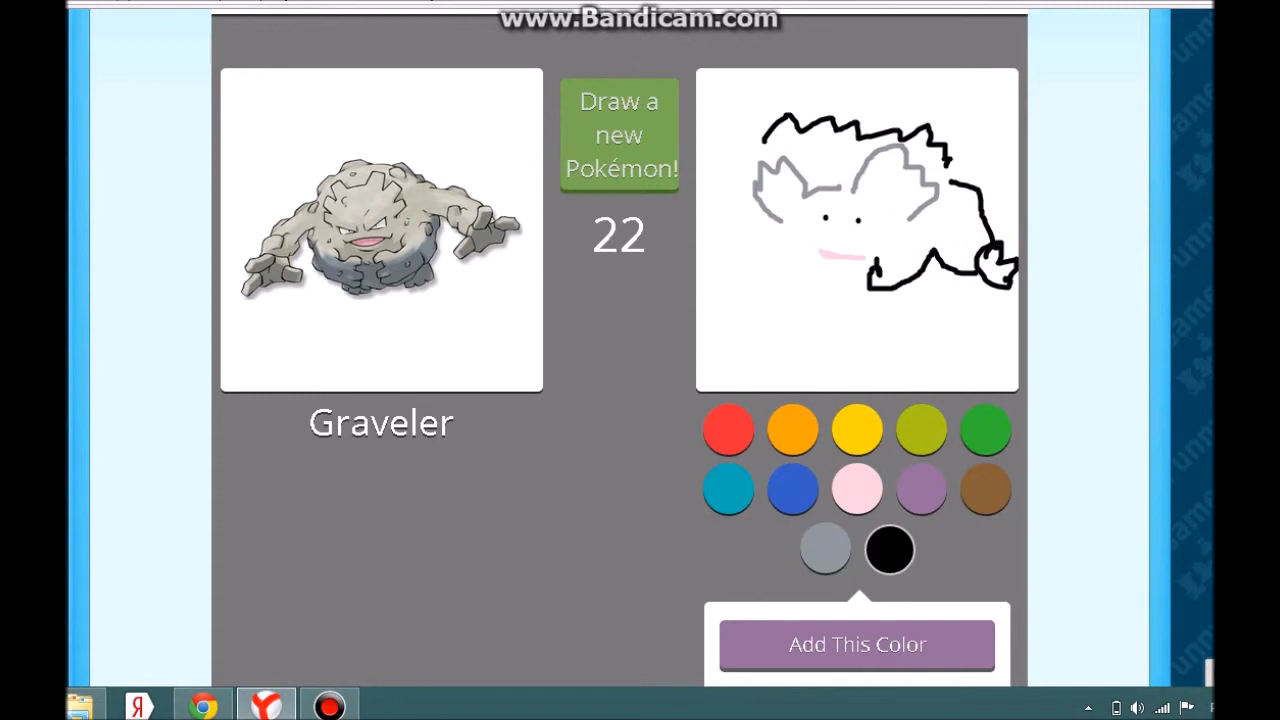 www.Bandicam.com
Draw a
new
Pokémon!
22
Graveler
Add This Color
Я